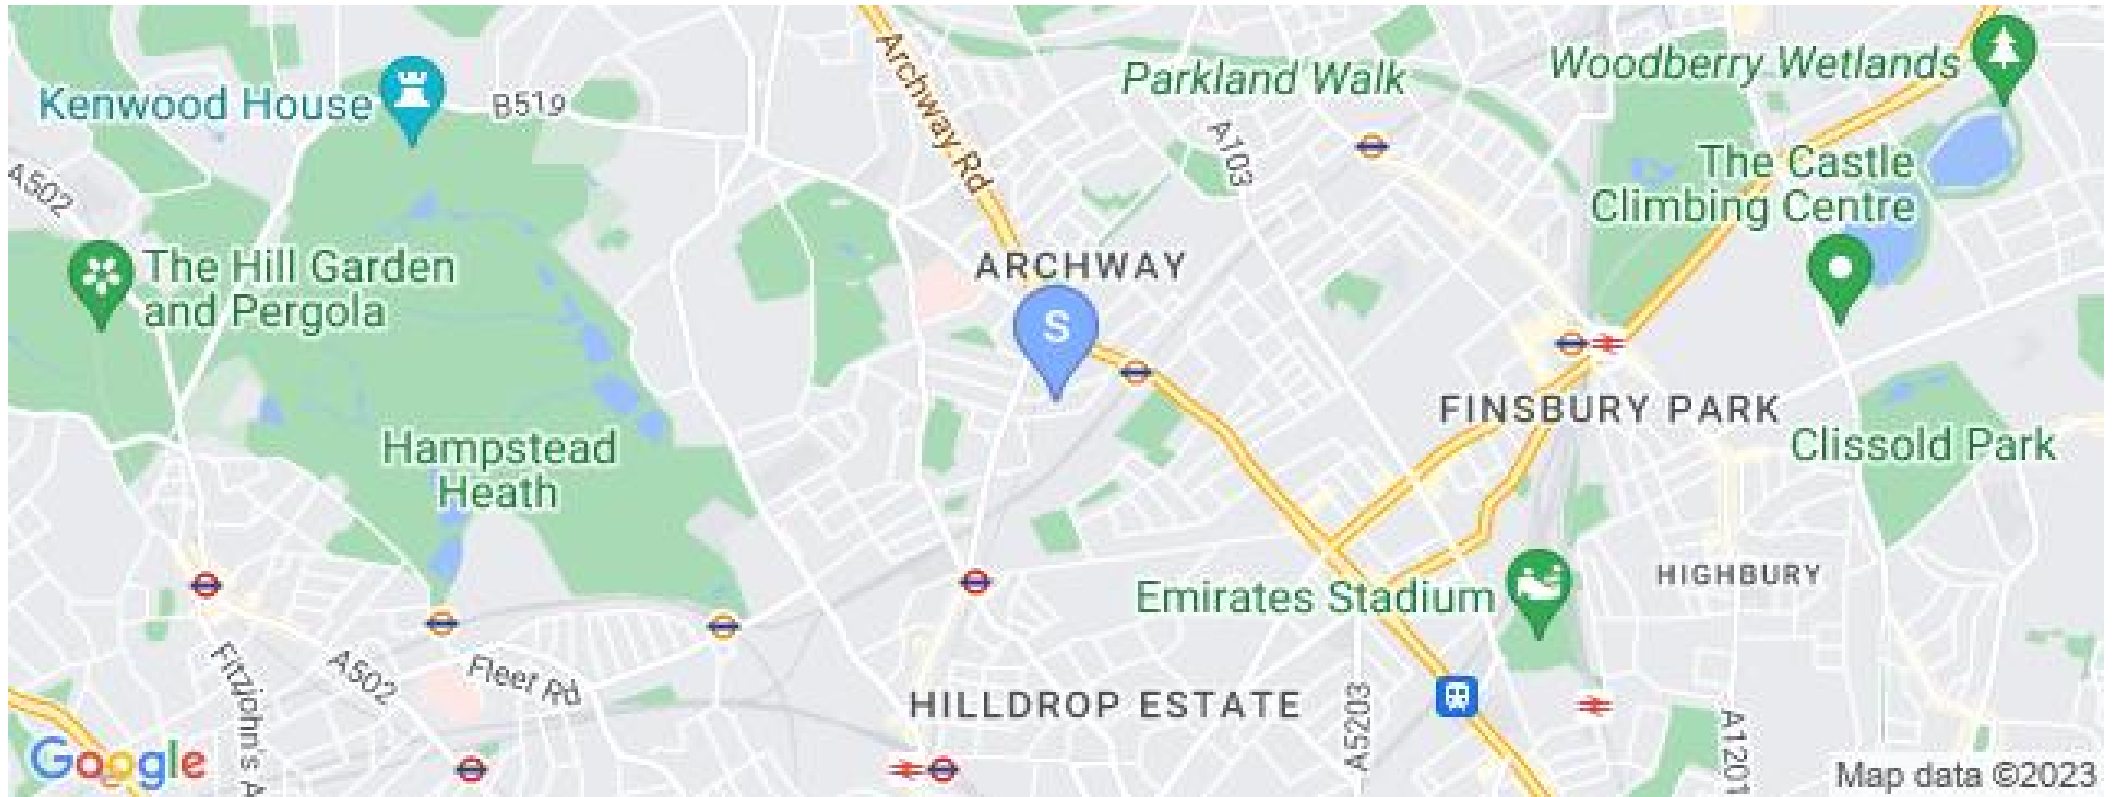 Archway Rd
Parkland Walk
Woodberry Wetlands
Kenwood House
B519
A103
A502
The Castle
Climbing Centre
ARCHWAY
The Hill Garden
and Pergola
S
FINSBURY PARK
Hampstead
Heath
Clissold Park
HIGHBURY
Emirates Stadium
Fitzjohn's A
A502
Fleet Rd
HILLDROP ESTATE
A5203
A1201
Google
Map data ©2023